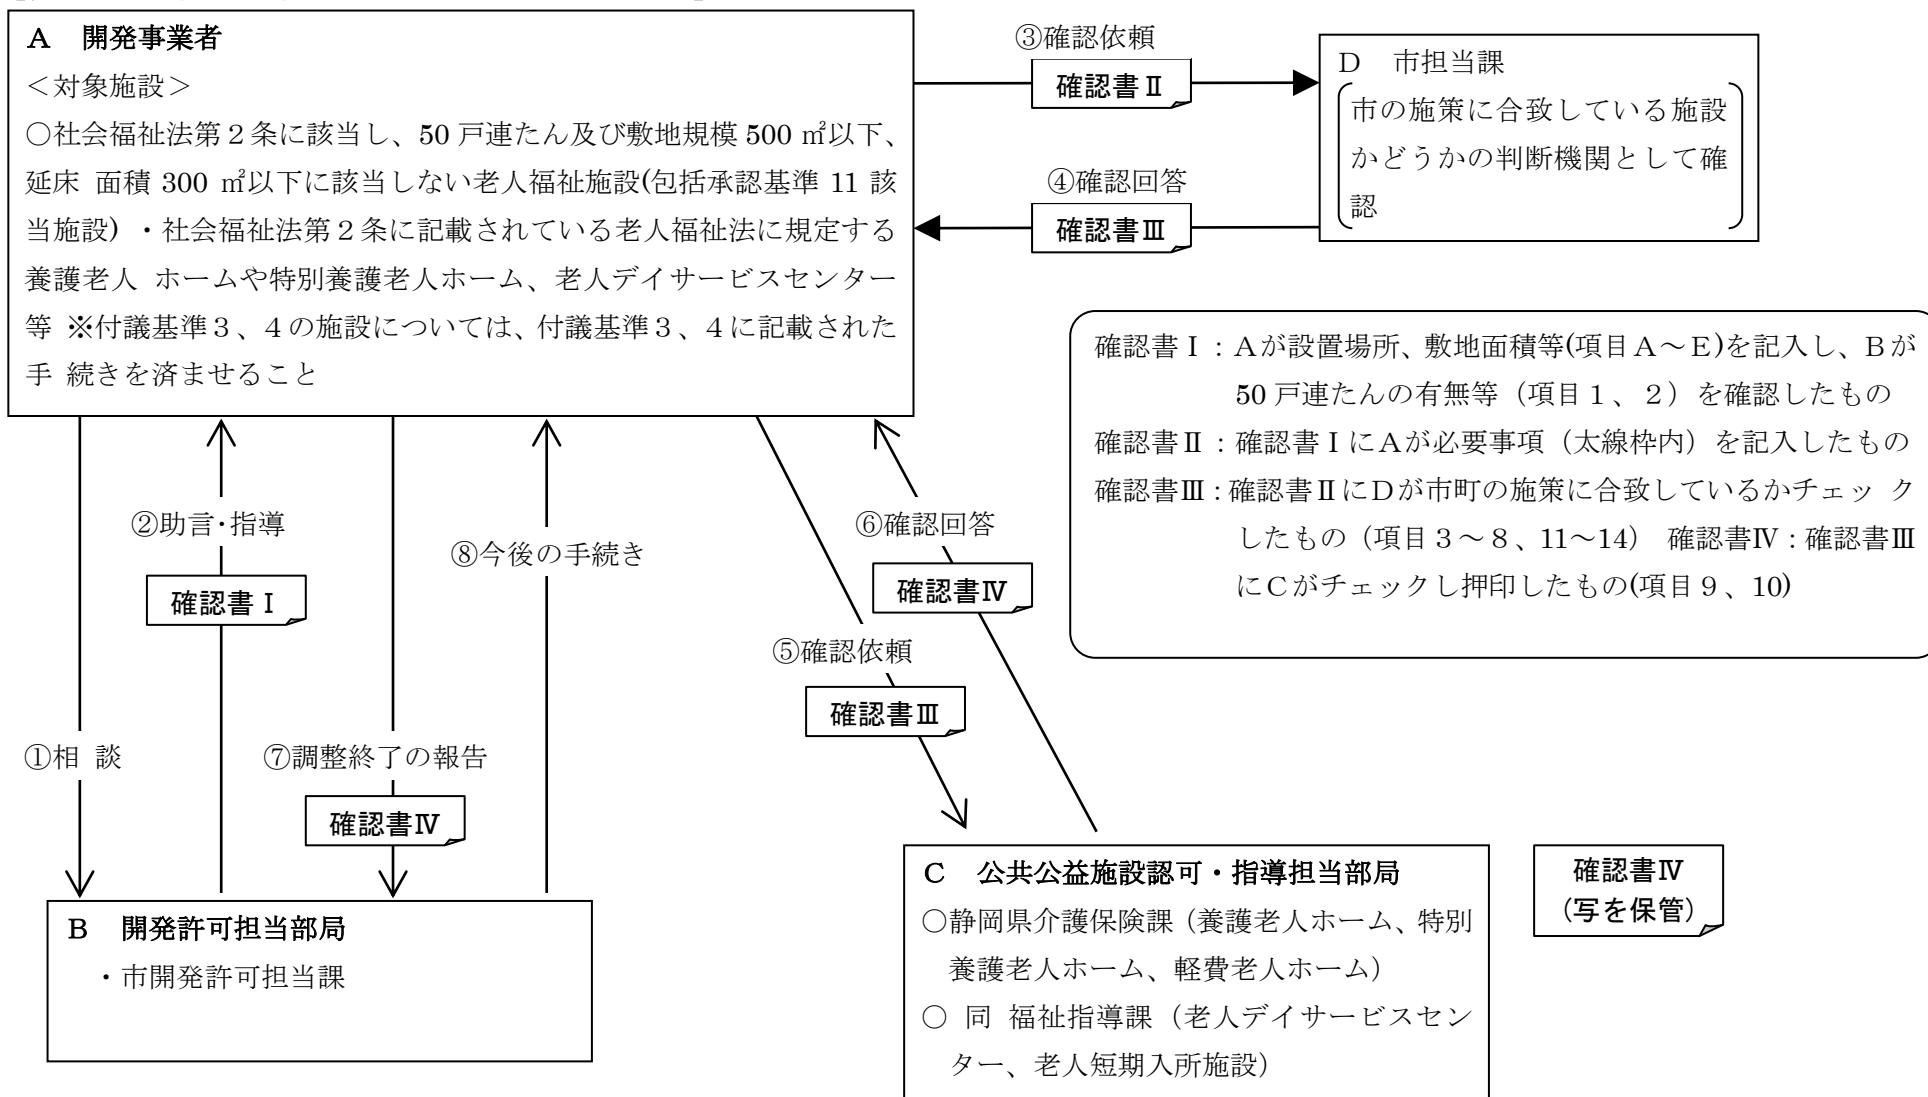 A 開発事業者
＜対象施設＞
○社会福祉法第２条に該当し、50 戸連たん及び敷地規模 500 ㎡以下、
延床 面積 300 ㎡以下に該当しない老人福祉施設(包括承認基準 11 該
当施設) ・社会福祉法第２条に記載されている老人福祉法に規定する
養護老人 ホームや特別養護老人ホーム、老人デイサービスセンター
等 ※付議基準３、４の施設については、付議基準３、４に記載された
手 続きを済ませること
③確認依頼
確認書Ⅱ
④確認回答
確認書Ⅲ
D 市担当課
市の施策に合致している施設
かどうかの判断機関として確
認
確認書Ⅰ：Ａが設置場所、敷地面積等(項目Ａ～Ｅ)を記入し、Ｂが
50 戸連たんの有無等（項目１、２）を確認したもの
確認書Ⅱ：確認書ⅠにＡが必要事項（太線枠内）を記入したもの
確認書Ⅲ：確認書ⅡにＤが市町の施策に合致しているかチェッ ク
したもの（項目３～８、11～14） 確認書Ⅳ：確認書Ⅲ
にＣがチェックし押印したもの(項目９、10)
②助言・指導
確認書Ⅰ
⑧今後の手続き
⑥確認回答
確認書Ⅳ
⑤確認依頼
確認書Ⅲ
①相 談
⑦調整終了の報告
確認書Ⅳ
B 開発許可担当部局
・市開発許可担当課
C 公共公益施設認可・指導担当部局
○静岡県介護保険課（養護老人ホーム、特別
養護老人ホーム、軽費老人ホーム）
○ 同 福祉指導課（老人デイサービスセン
ター、老人短期入所施設）
確認書Ⅳ
（写を保管）